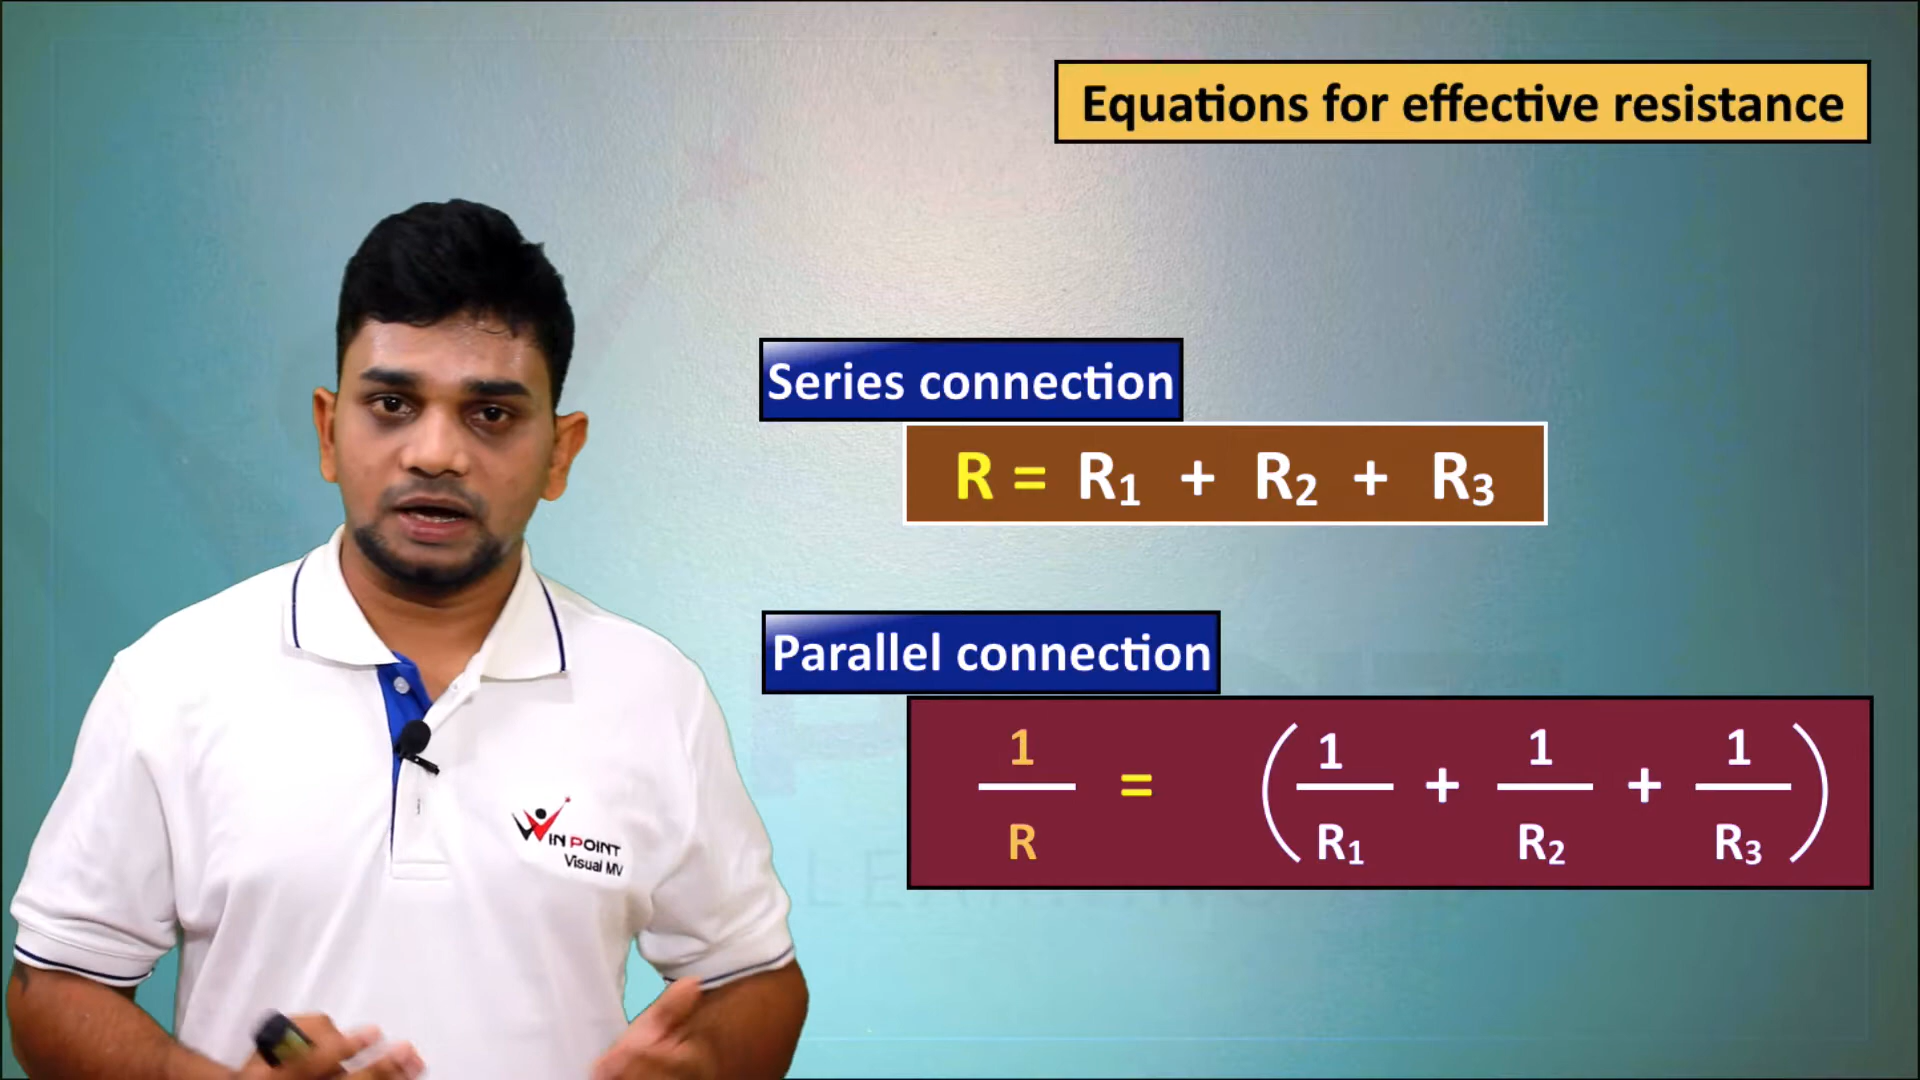 Equations for effective resistance
Series connection
R = R₁ + R₂ + R₃
Parallel connection
1/R = (1/R₁ + 1/R₂ + 1/R₃)
WIN POINT
Visual MV